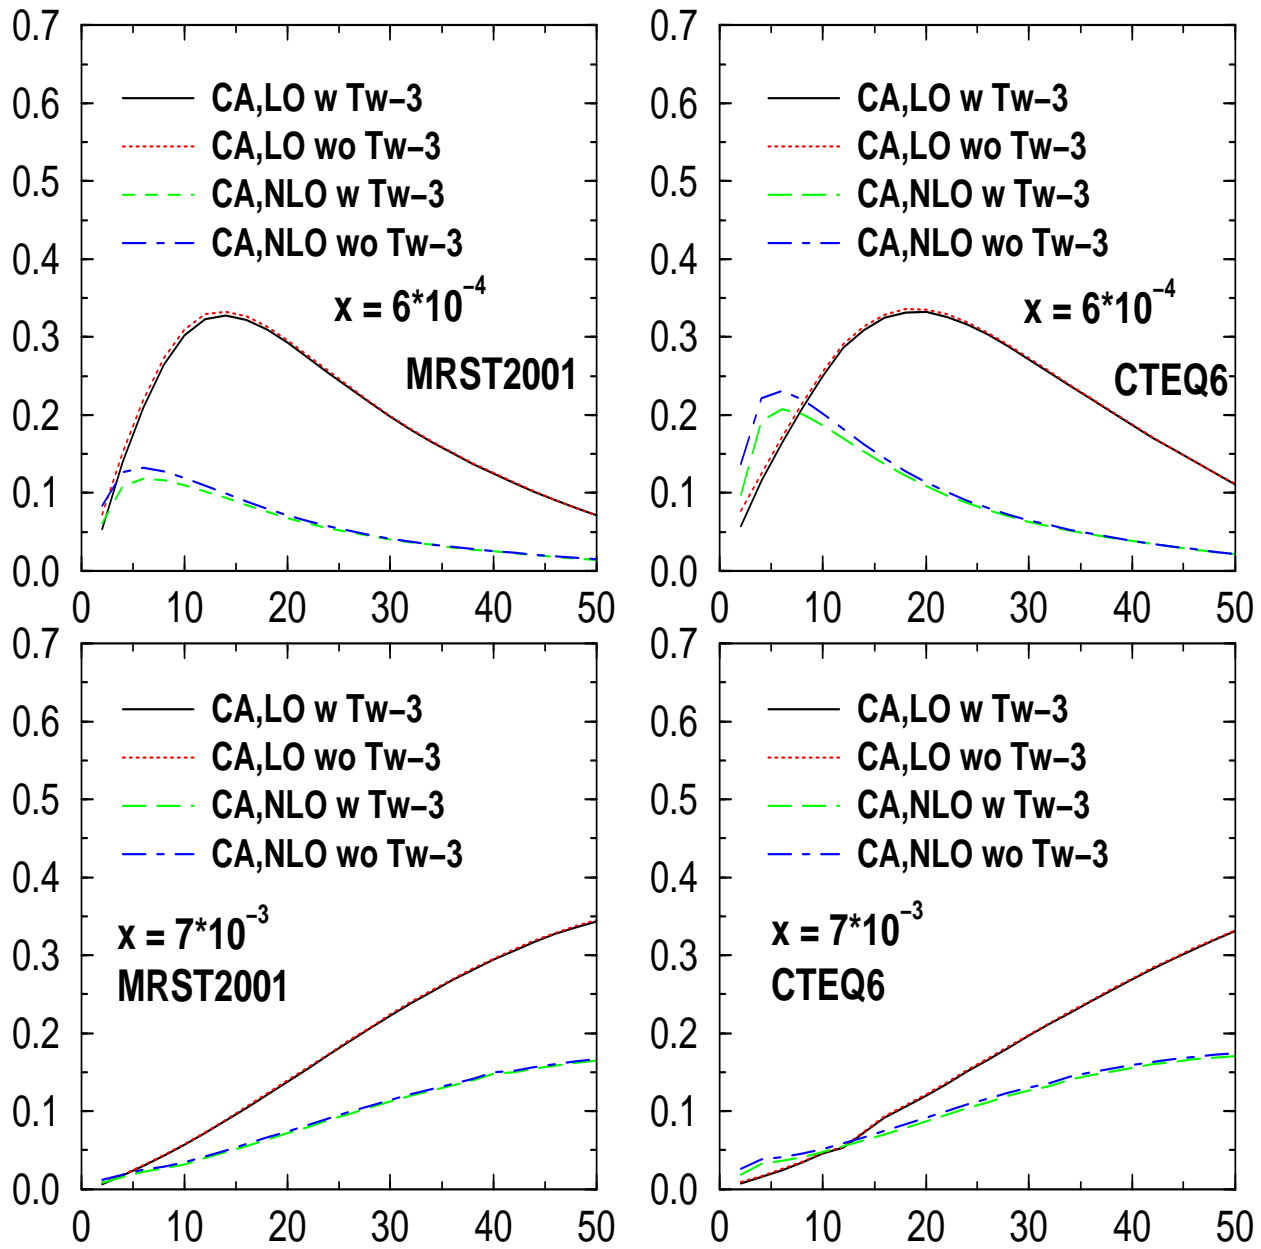 0.7
0.6
0.5
0.4
0.3
0.2
0.1
0.0
CA,LO w Tw−3
CA,LO wo Tw−3
CA,NLO w Tw−3
CA,NLO wo Tw−3
x = 6*10⁻⁴
MRST2001
0 10 20 30 40 50
0.7
0.6
0.5
0.4
0.3
0.2
0.1
0.0
CA,LO w Tw−3
CA,LO wo Tw−3
CA,NLO w Tw−3
CA,NLO wo Tw−3
x = 6*10⁻⁴
CTEQ6
0 10 20 30 40 50
0.7
0.6
0.5
0.4
0.3
0.2
0.1
0.0
CA,LO w Tw−3
CA,LO wo Tw−3
CA,NLO w Tw−3
CA,NLO wo Tw−3
x = 7*10⁻³
MRST2001
0 10 20 30 40 50
0.7
0.6
0.5
0.4
0.3
0.2
0.1
0.0
CA,LO w Tw−3
CA,LO wo Tw−3
CA,NLO w Tw−3
CA,NLO wo Tw−3
x = 7*10⁻³
CTEQ6
0 10 20 30 40 50